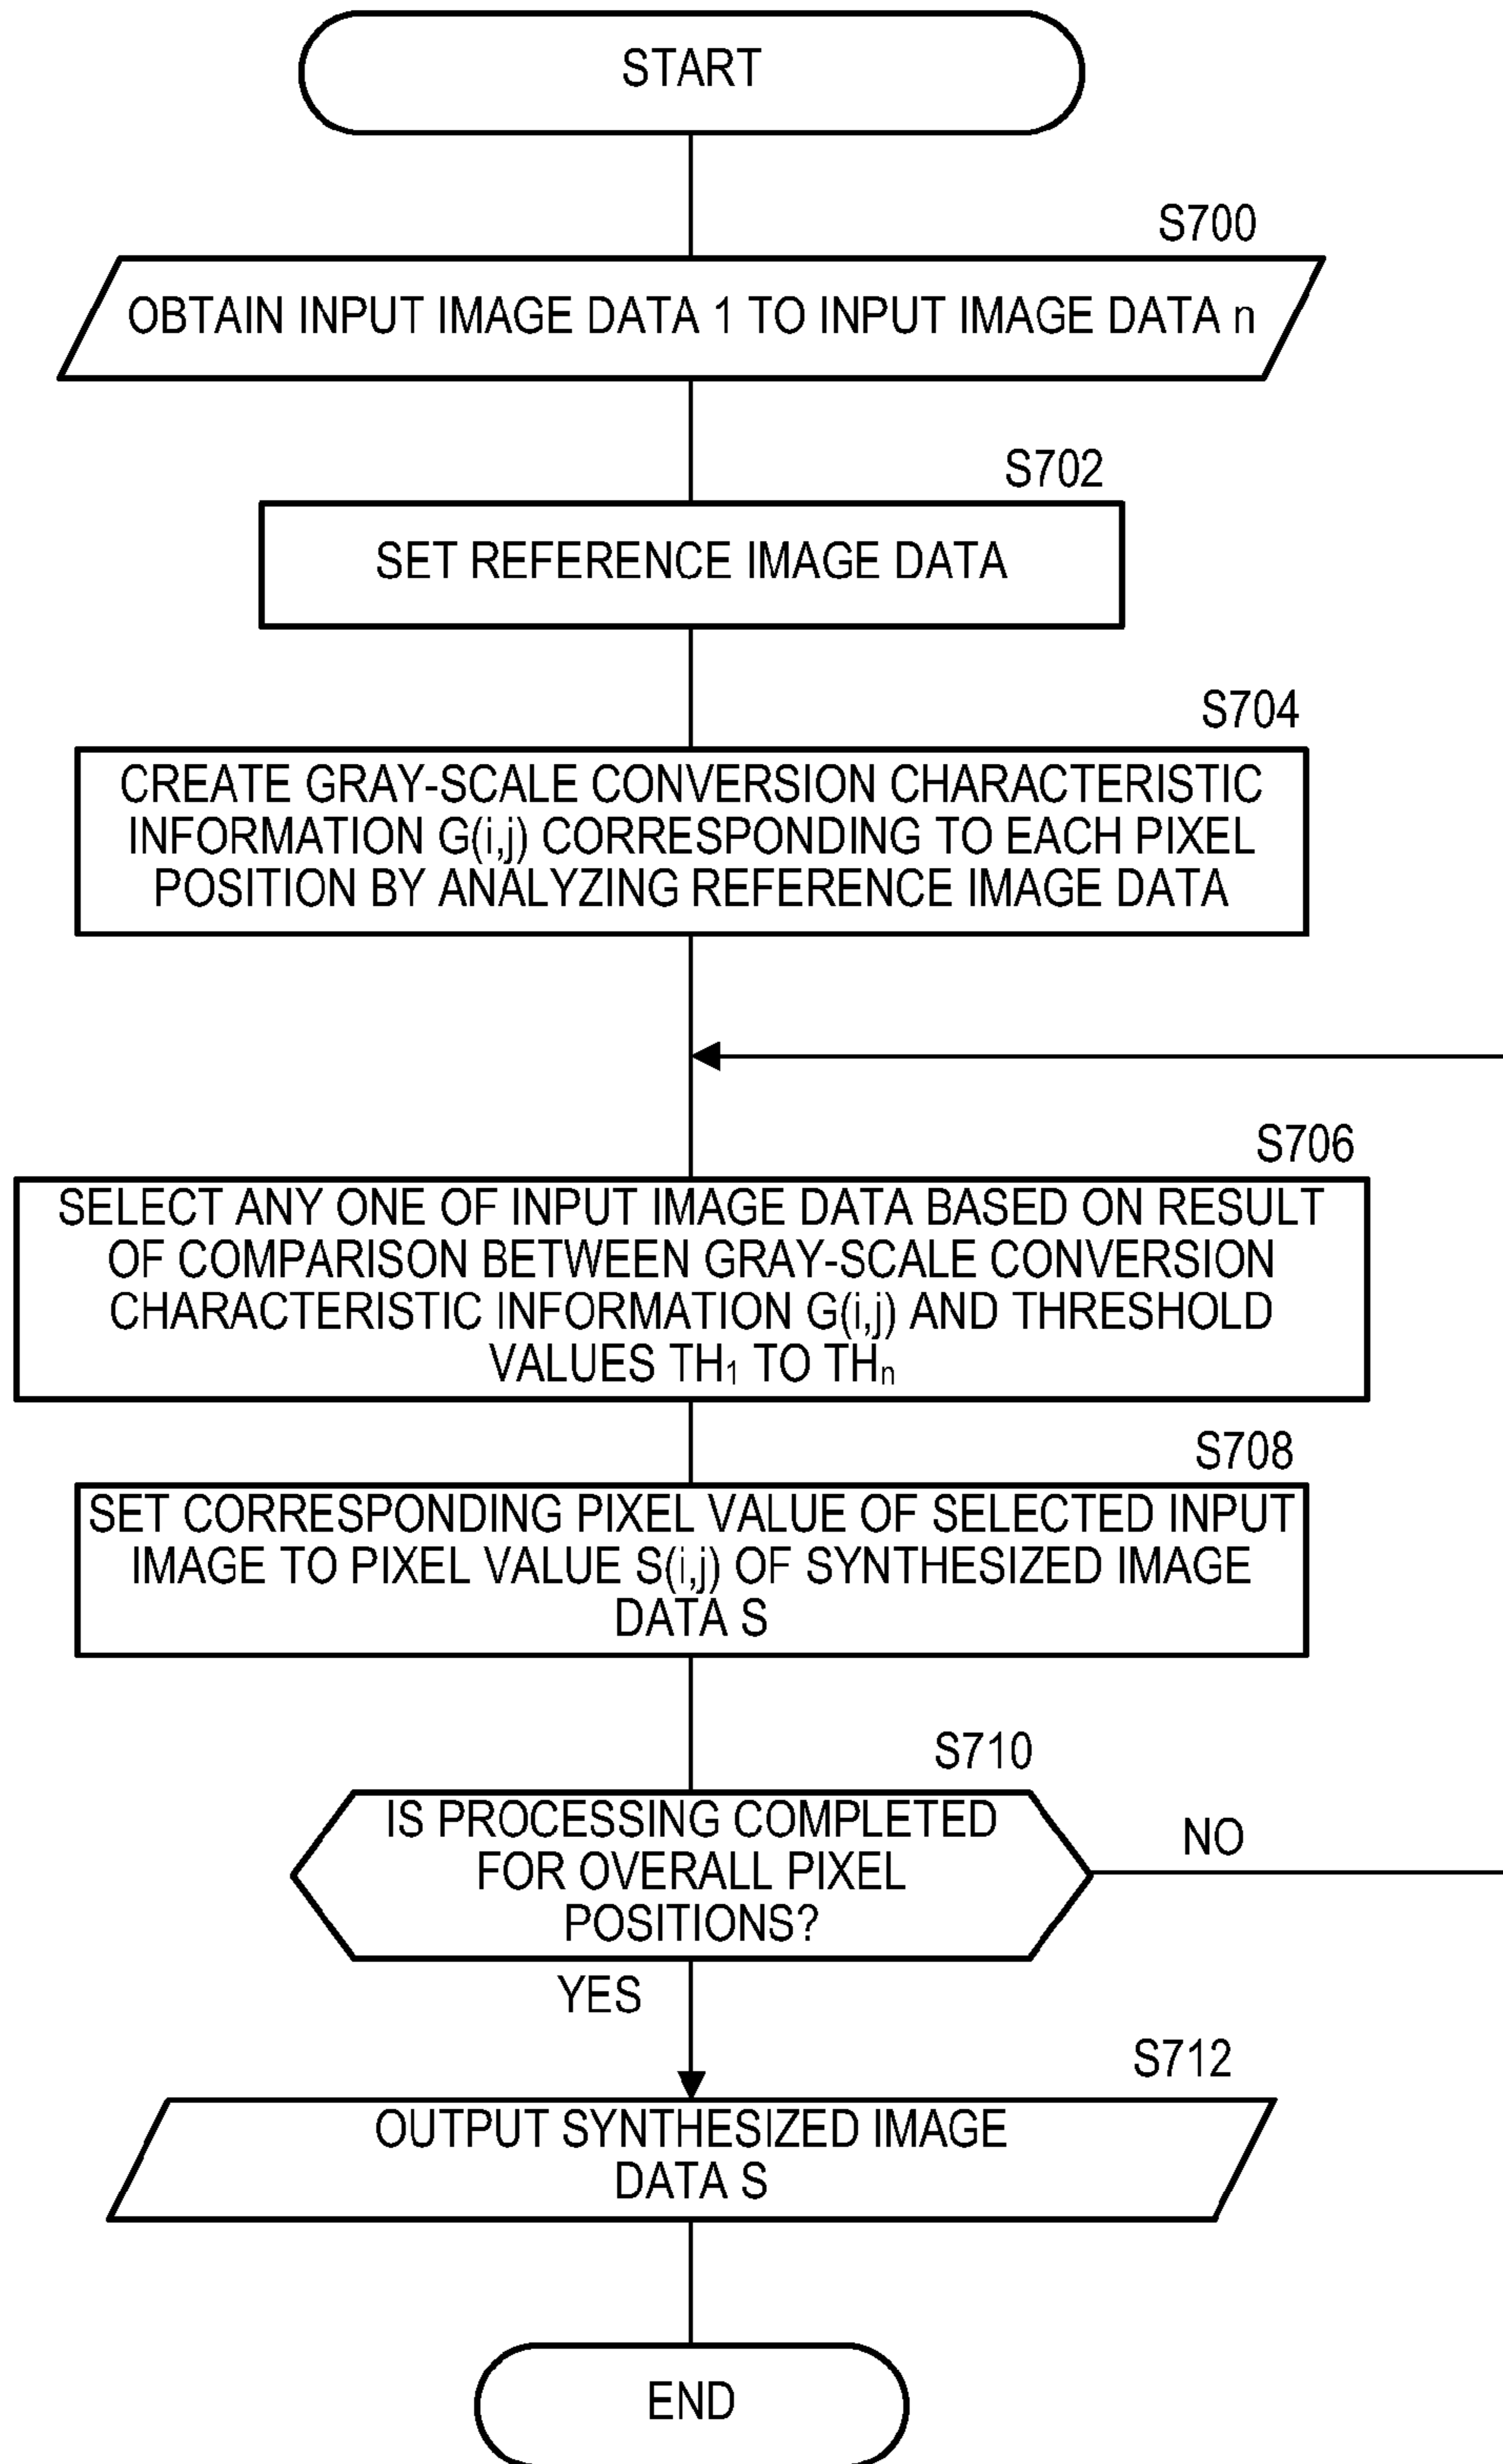 START
S700
OBTAIN INPUT IMAGE DATA 1 TO INPUT IMAGE DATA n
S702
SET REFERENCE IMAGE DATA
S704
CREATE GRAY-SCALE CONVERSION CHARACTERISTIC
INFORMATION G(i,j) CORRESPONDING TO EACH PIXEL
POSITION BY ANALYZING REFERENCE IMAGE DATA
S706
SELECT ANY ONE OF INPUT IMAGE DATA BASED ON RESULT
OF COMPARISON BETWEEN GRAY-SCALE CONVERSION
CHARACTERISTIC INFORMATION G(i,j) AND THRESHOLD
VALUES TH₁ TO THₙ
S708
SET CORRESPONDING PIXEL VALUE OF SELECTED INPUT
IMAGE TO PIXEL VALUE S(i,j) OF SYNTHESIZED IMAGE
DATA S
S710
IS PROCESSING COMPLETED
FOR OVERALL PIXEL
POSITIONS?
NO
YES
S712
OUTPUT SYNTHESIZED IMAGE
DATA S
END